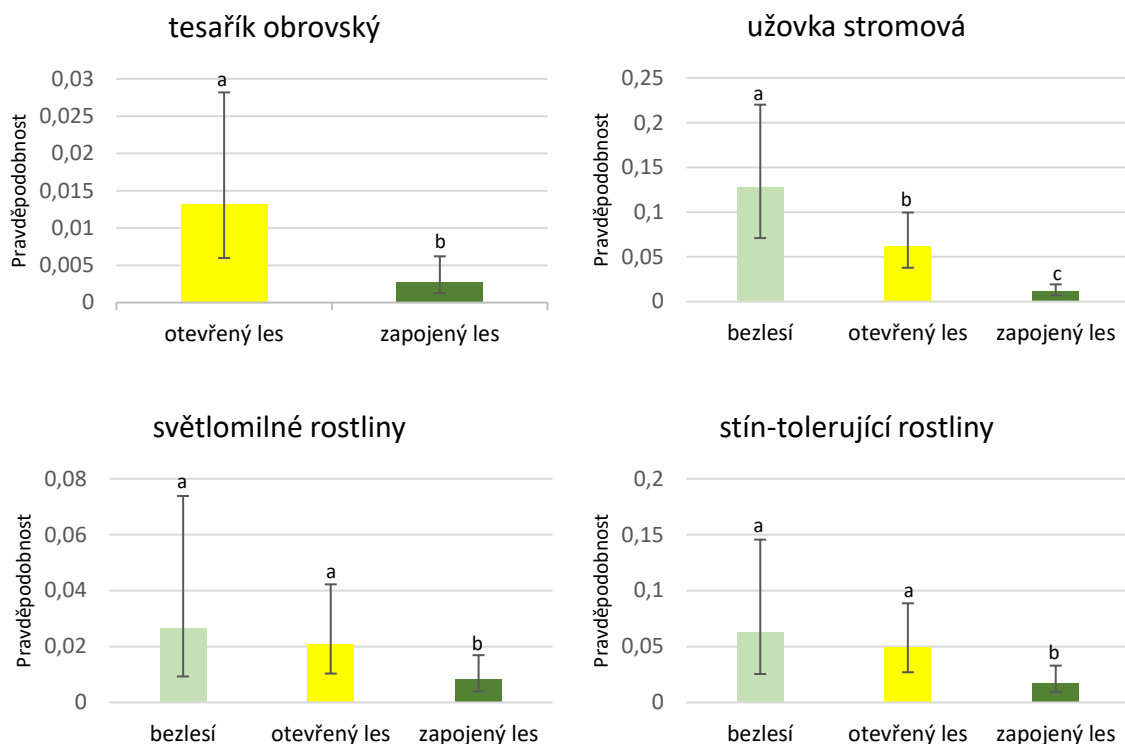 tesařík obrovský
Pravděpodobnost
0,03
0,025
0,02
0,015
0,01
0,005
0
a
b
otevřený les
zapojený les
užovka stromová
Pravděpodobnost
0,25
0,2
0,15
0,1
0,05
0
a
b
c
bezlesí
otevřený les
zapojený les
světlomilné rostliny
Pravděpodobnost
0,08
0,06
0,04
0,02
0
a
a
b
bezlesí
otevřený les
zapojený les
stín-tolerující rostliny
Pravděpodobnost
0,2
0,15
0,1
0,05
0
a
a
b
bezlesí
otevřený les
zapojený les